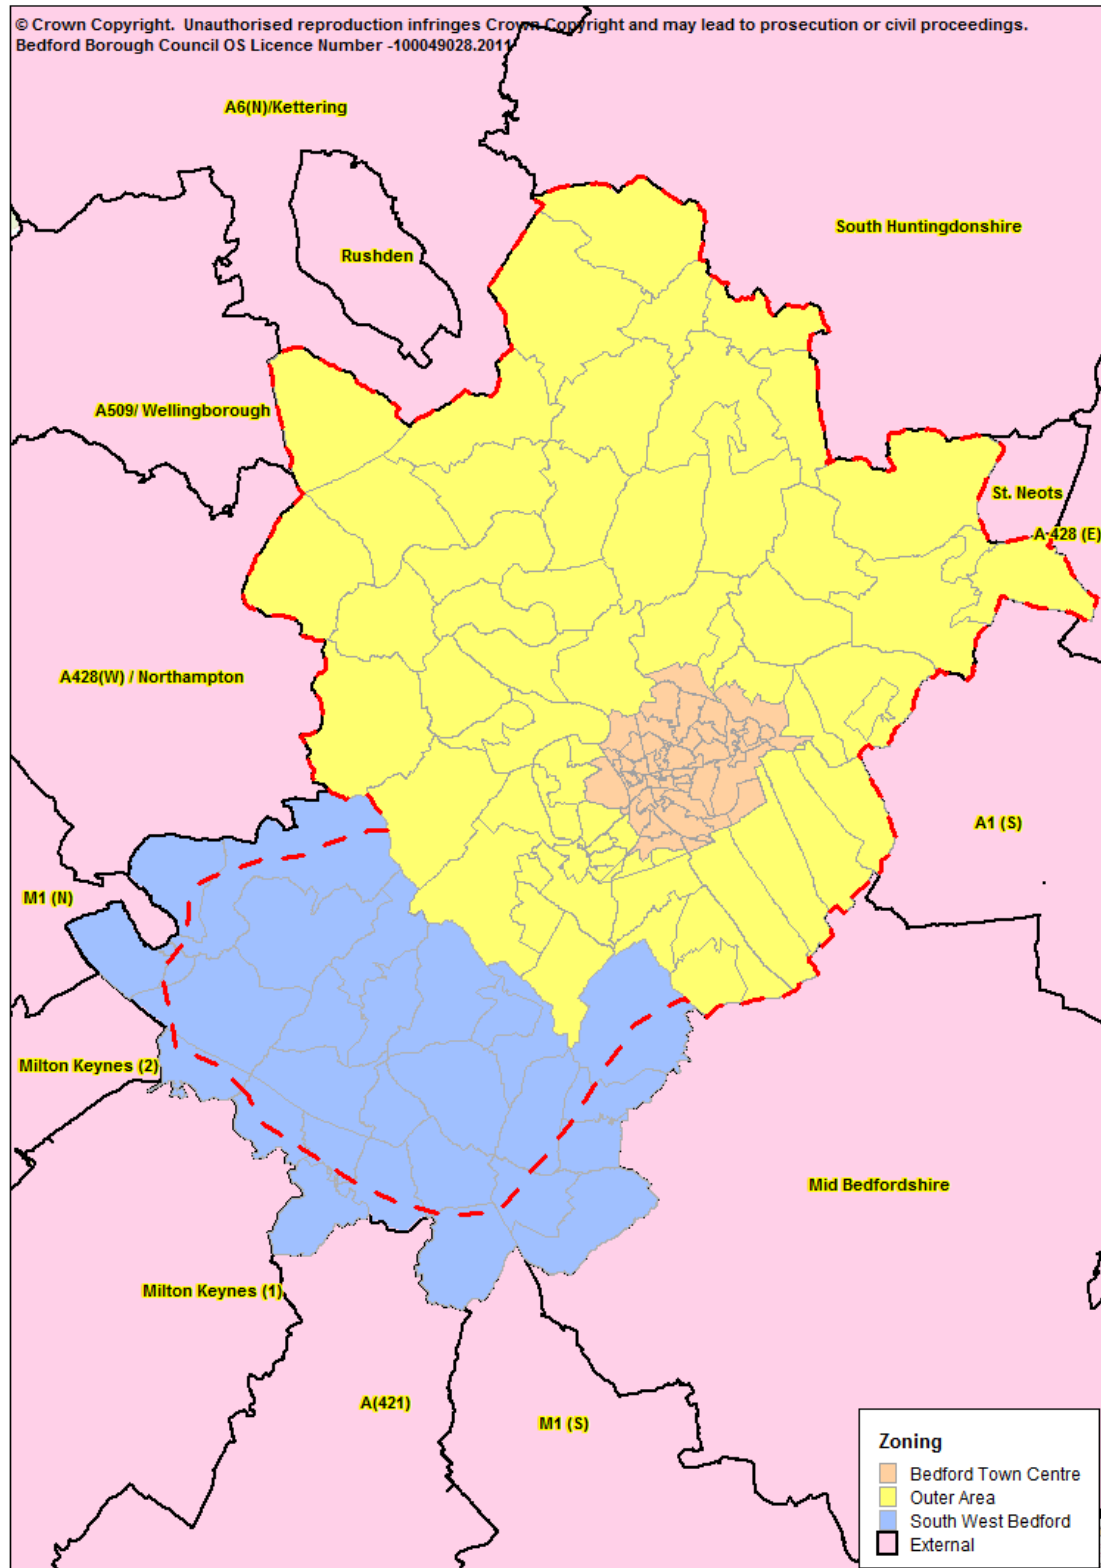 © Crown Copyright. Unauthorised reproduction infringes Crown Copyright and may lead to prosecution or civil proceedings.
Bedford Borough Council OS Licence Number -100049028.2011
A6(N)/Kettering
South Huntingdonshire
Rushden
A509/ Wellingborough
St. Neots
A-428 (E)
A428(W) / Northampton
A1 (S)
M1 (N)
Milton Keynes (2)
Mid Bedfordshire
Milton Keynes (1)
A(421)
M1 (S)
Zoning
Bedford Town Centre
Outer Area
South West Bedford
External